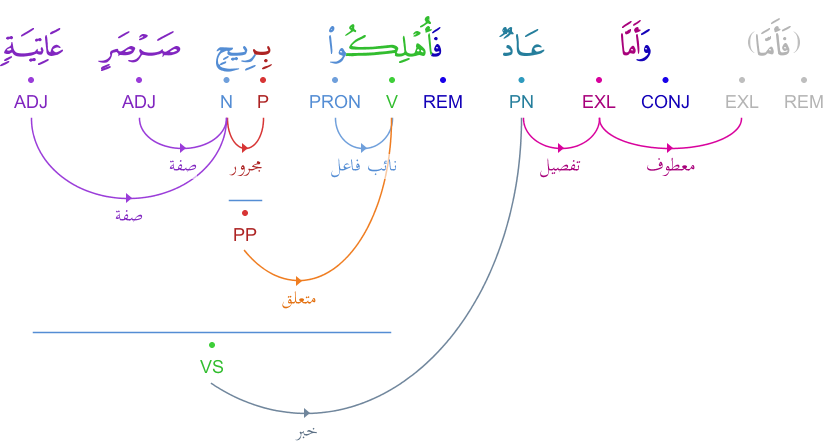 (فَأَمَّا) وَأَمَّا عَادٌ فَأُهْلِكُوا۟ بِرِيحٍ صَرْصَرٍ عَاتِيَةٍ
REM EXL CONJ EXL PN REM V PRON P N ADJ ADJ
معطوف تفصيل نائب فاعل مجرور صفة
صفة
PP
متعلق
VS
خبر